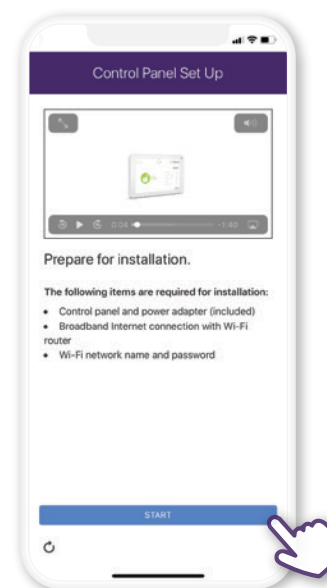 Control Panel Set Up
0:04
-1:40
Prepare for installation.
The following items are required for installation:
• Control panel and power adapter (included)
• Broadband Internet connection with Wi-Fi
router
• Wi-Fi network name and password
START